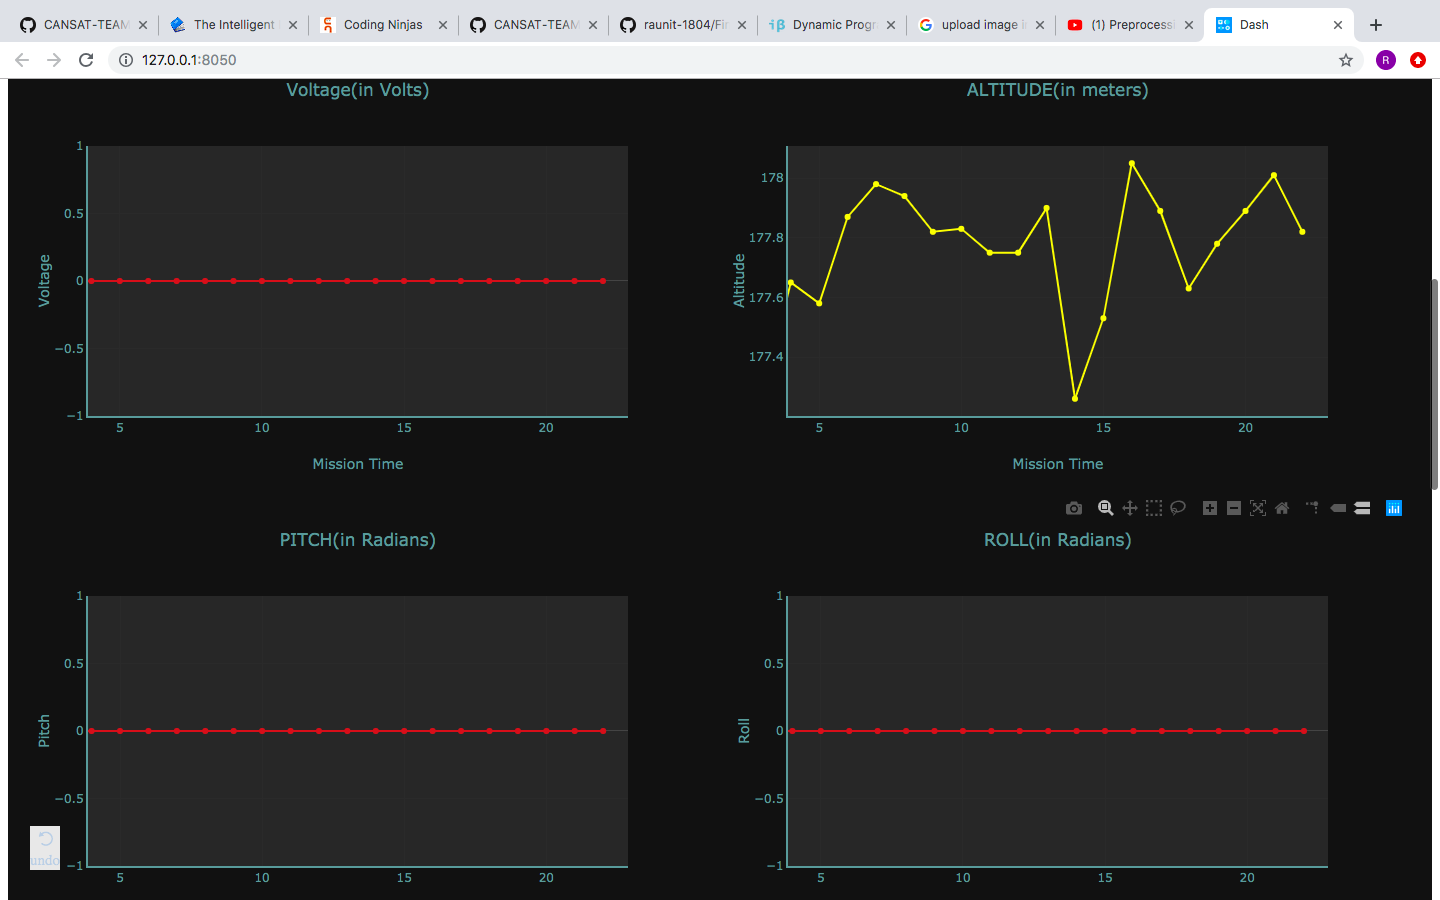 CANSAT-TEAM
The Intelligent
Coding Ninjas
CANSAT-TEAM
raunit-1804/Fir
Dynamic Progr
upload image i
(1) Preprocess
Dash
127.0.0.1:8050
R
Voltage(in Volts)
ALTITUDE(in meters)
1
0.5
0
−0.5
−1
Voltage
5 10 15 20
Mission Time
178
177.8
177.6
177.4
Altitude
5 10 15 20
Mission Time
PITCH(in Radians)
ROLL(in Radians)
1
0.5
0
−0.5
−1
Pitch
5 10 15 20
1
0.5
0
−0.5
−1
Roll
5 10 15 20
undo